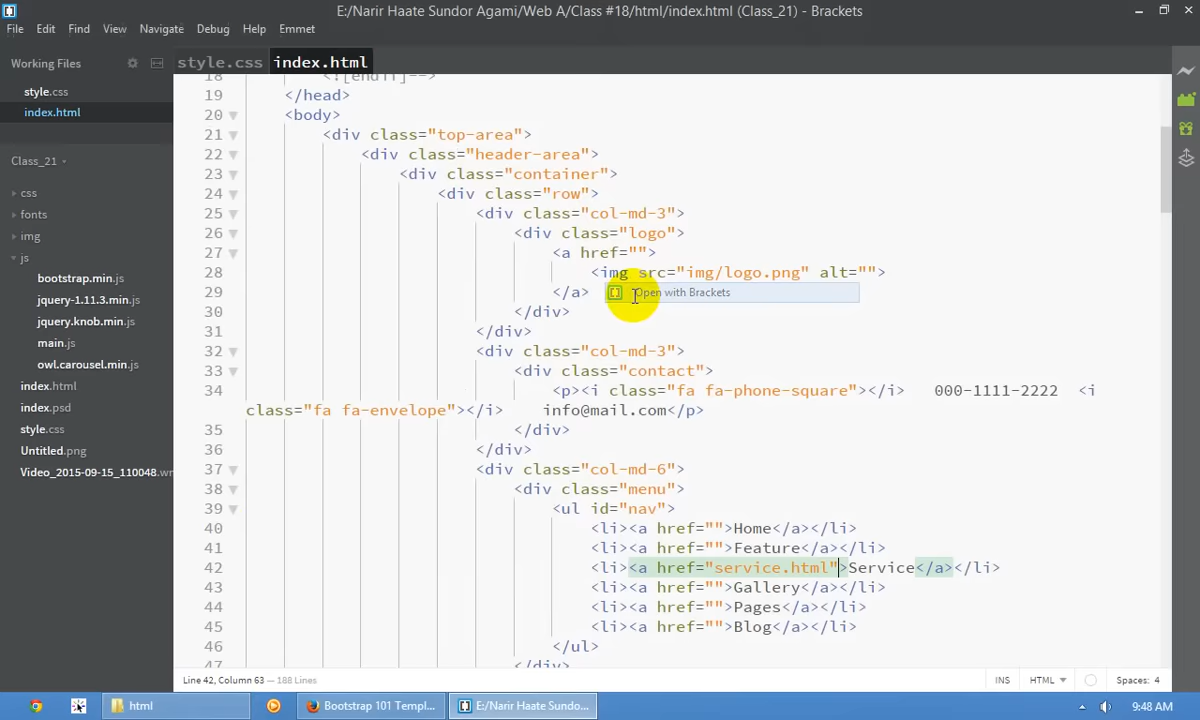 E:/Narir Haate Sundor Agami/Web A/Class #18/html/index.html (Class_21) - Brackets
File Edit Find View Navigate Debug Help Emmet
Working Files
style.css
index.html
Class_21
css
fonts
img
js
bootstrap.min.js
jquery-1.11.3.min.js
jquery.knob.min.js
main.js
owl.carousel.min.js
index.html
index.psd
style.css
Untitled.png
Video_2015-09-15_110048.wm
style.css index.html
18 <![endif]-->
19 </head>
20 <body>
21 <div class="top-area">
22 <div class="header-area">
23 <div class="container">
24 <div class="row">
25 <div class="col-md-3">
26 <div class="logo">
27 <a href="">
28 <img src="img/logo.png" alt="">
29 </a>
Open with Brackets
30 </div>
31 </div>
32 <div class="col-md-3">
33 <div class="contact">
34 <p><i class="fa fa-phone-square"></i> 000-1111-2222 <i
class="fa fa-envelope"></i> info@mail.com</p>
35 </div>
36 </div>
37 <div class="col-md-6">
38 <div class="menu">
39 <ul id="nav">
40 <li><a href="">Home</a></li>
41 <li><a href="">Feature</a></li>
42 <li><a href="service.html">Service</a></li>
43 <li><a href="">Gallery</a></li>
44 <li><a href="">Pages</a></li>
45 <li><a href="">Blog</a></li>
46 </ul>
47 </div>
Line 42, Column 63 — 188 Lines
INS HTML Spaces: 4
html
Bootstrap 101 Templ...
E:/Narir Haate Sundo...
9:48 AM